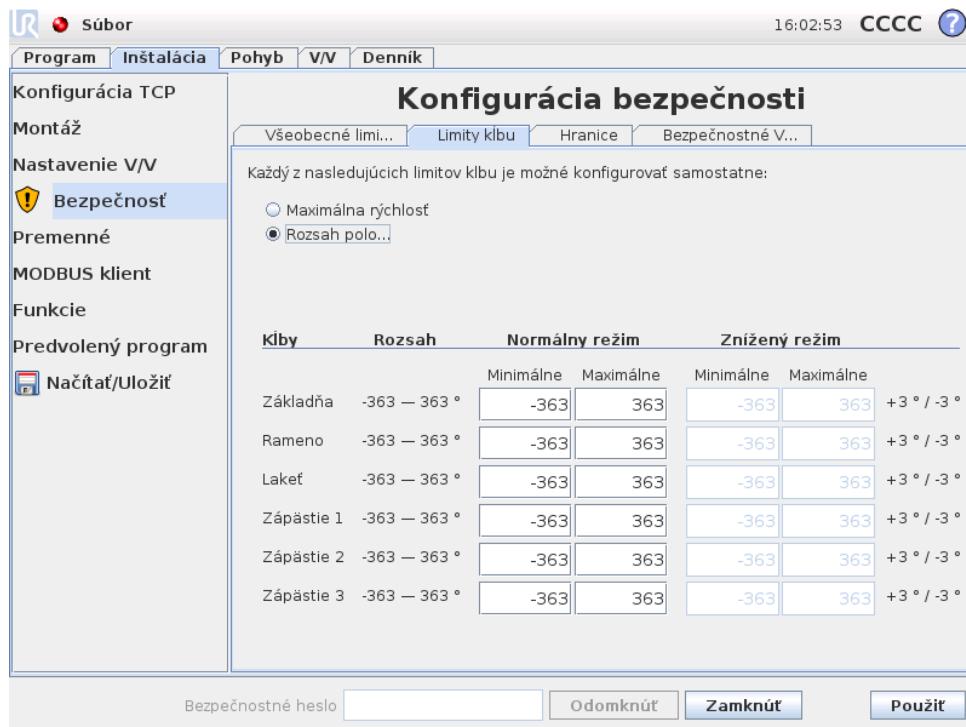 UR Súbor 16:02:53 CCCC ?
Program Inštalácia Pohyb V/V Denník
Konfigurácia TCP
Montáž
Nastavenie V/V
Bezpečnosť
Premenné
MODBUS klient
Funkcie
Predvolený program
Načítať/Uložiť
Konfigurácia bezpečnosti
Všeobecné limi... Limity kĺbu Hranice Bezpečnostné V...
Každý z nasledujúcich limitov kĺbu je možné konfigurovať samostatne:
Maximálna rýchlosť
Rozsah polo...
Kĺby Rozsah Normálny režim Znížený režim
Minimálne Maximálne Minimálne Maximálne
Základňa -363 — 363 ° -363 363 -363 363 +3 ° / -3 °
Rameno -363 — 363 ° -363 363 -363 363 +3 ° / -3 °
Lakeť -363 — 363 ° -363 363 -363 363 +3 ° / -3 °
Zápästie 1 -363 — 363 ° -363 363 -363 363 +3 ° / -3 °
Zápästie 2 -363 — 363 ° -363 363 -363 363 +3 ° / -3 °
Zápästie 3 -363 — 363 ° -363 363 -363 363 +3 ° / -3 °
Bezpečnostné heslo Odomknúť Zamknúť Použiť